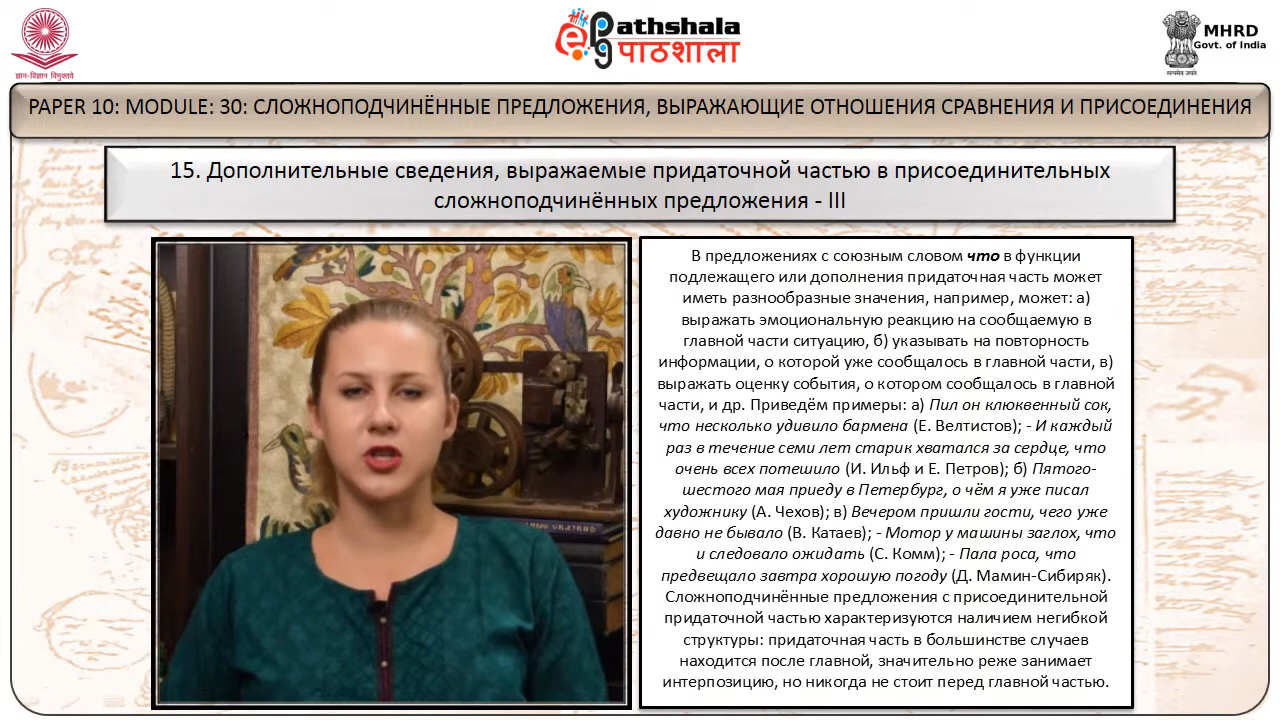 ज्ञान-विज्ञान विमुक्तये
ePathshala
पाठशाला
MHRD
Govt. of India
सत्यमेव जयते
PAPER 10: MODULE: 30: СЛОЖНОПОДЧИНЁННЫЕ ПРЕДЛОЖЕНИЯ, ВЫРАЖАЮЩИЕ ОТНОШЕНИЯ СРАВНЕНИЯ И ПРИСОЕДИНЕНИЯ
15. Дополнительные сведения, выражаемые придаточной частью в присоединительных
сложноподчинённых предложения - III
В предложениях с союзным словом что в функции
подлежащего или дополнения придаточная часть может
иметь разнообразные значения, например, может: а)
выражать эмоциональную реакцию на сообщаемую в
главной части ситуацию, б) указывать на повторность
информации, о которой уже сообщалось в главной части, в)
выражать оценку события, о котором сообщалось в главной
части, и др. Приведём примеры: а) Пил он клюквенный сок,
что несколько удивило бармена (Е. Велтистов); - И каждый
раз в течение семи лет старик хватался за сердце, что
очень всех потешило (И. Ильф и Е. Петров); б) Пятого-
шестого мая приеду в Петербург, о чём я уже писал
художнику (А. Чехов); в) Вечером пришли гости, чего уже
давно не бывало (В. Катаев); - Мотор у машины заглох, что
и следовало ожидать (С. Комм); - Пала роса, что
предвещало завтра хорошую погоду (Д. Мамин-Сибиряк).
Сложноподчинённые предложения с присоединительной
придаточной частью характеризуются наличием негибкой
структуры: придаточная часть в большинстве случаев
находится после главной, значительно реже занимает
интерпозицию, но никогда не стоит перед главной частью.